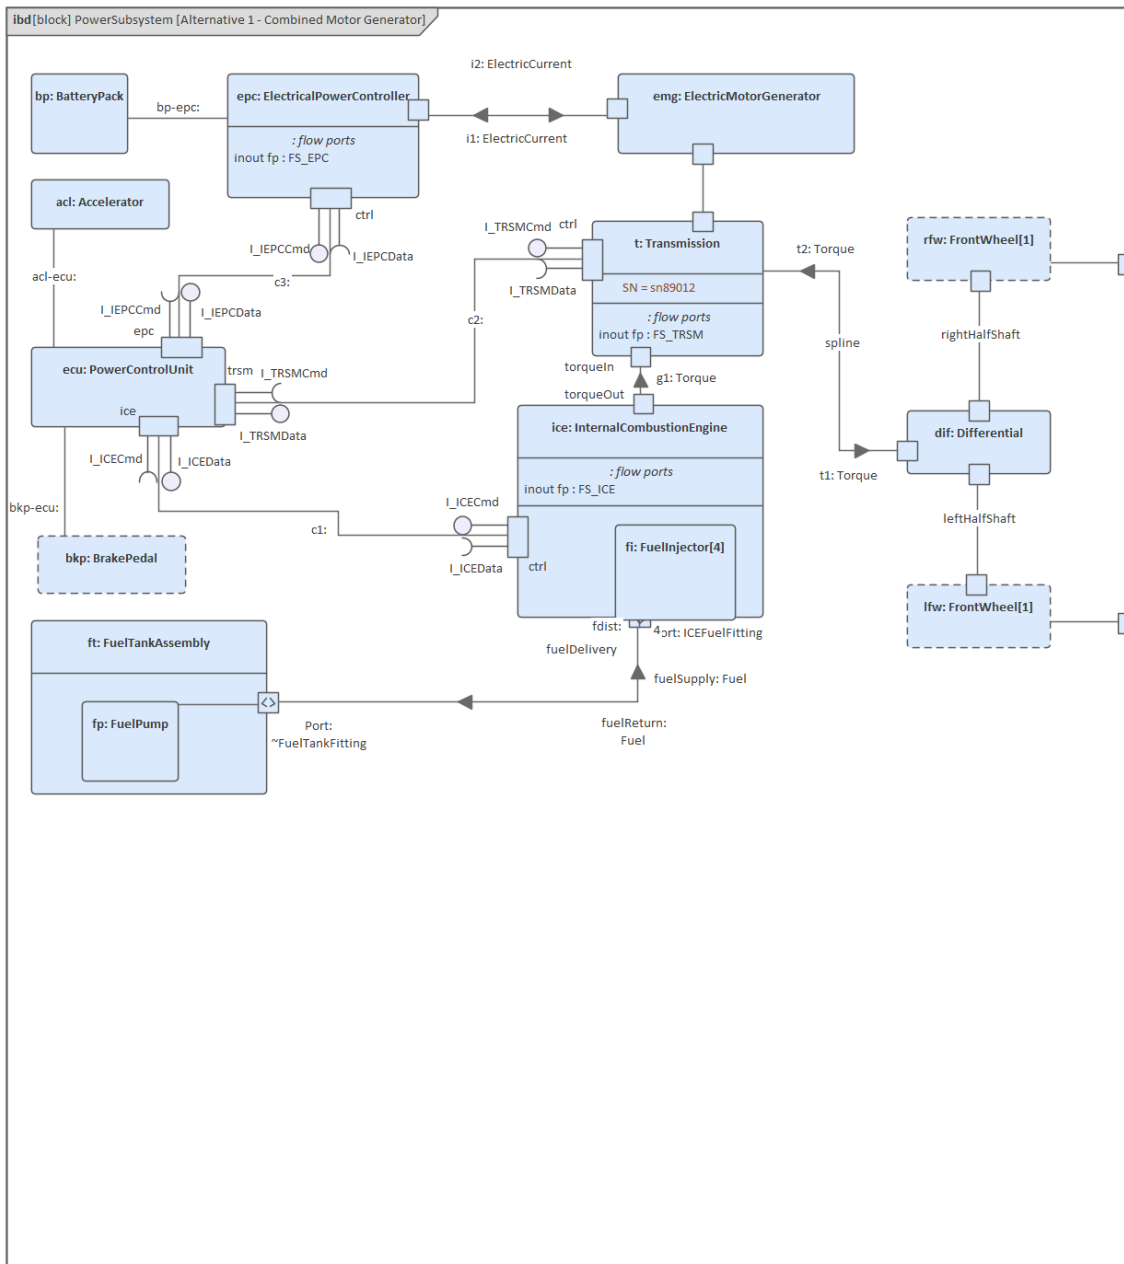 ibd [block] PowerSubsystem [Alternative 1 - Combined Motor Generator]
i2: ElectricCurrent
bp: BatteryPack
bp-epc:
epc: ElectricalPowerController
emg: ElectricMotorGenerator
i1: ElectricCurrent
: flow ports
inout fp : FS_EPC
acl: Accelerator
ctrl
I_IEPCCmd
I_IEPCData
I_TRSMCmd
ctrl
t: Transmission
t2: Torque
rfw: FrontWheel[1]
acl-ecu:
c3:
I_TRSMData
SN = sn89012
I_IEPCCmd
I_IEPCData
epc
c2:
: flow ports
inout fp : FS_TRSM
spline
rightHalfShaft
ecu: PowerControlUnit
trsm
I_TRSMCmd
torqueIn
g1: Torque
torqueOut
ice
I_TRSMData
ice: InternalCombustionEngine
dif: Differential
I_ICECmd
I_ICEData
: flow ports
inout fp : FS_ICE
t1: Torque
bkp-ecu:
I_ICECmd
leftHalfShaft
c1:
bkp: BrakePedal
I_ICEData
ctrl
fi: FuelInjector[4]
lfw: FrontWheel[1]
ft: FuelTankAssembly
fdist:
4
ort: ICEFuelFitting
fuelDelivery
fuelSupply: Fuel
fp: FuelPump
Port:
~FuelTankFitting
fuelReturn:
Fuel